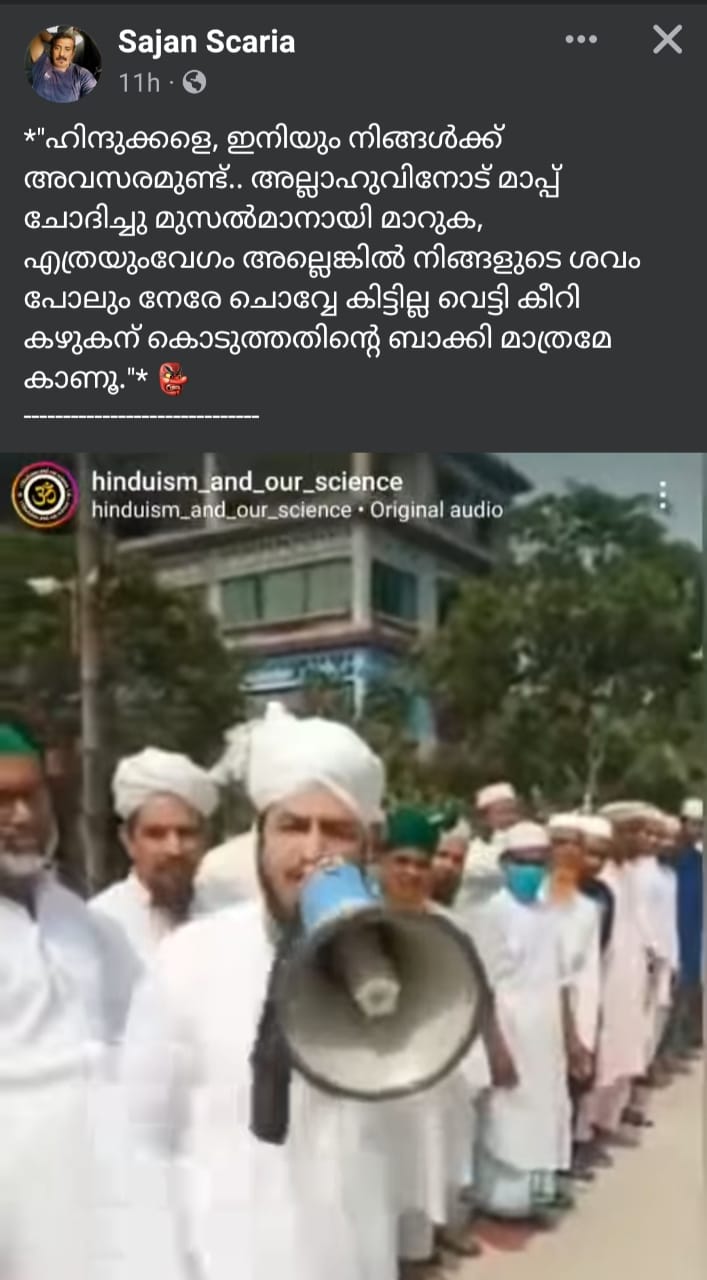 Sajan Scaria
11h
*"ഹിന്ദുക്കളെ, ഇനിയും നിങ്ങൾക്ക്
അവസരമുണ്ട്.. അല്ലാഹുവിനോട് മാപ്പ്
ചോദിച്ചു മുസൽമാനായി മാറുക,
എത്രയുംവേഗം അല്ലെങ്കിൽ നിങ്ങളുടെ ശവം
പോലും നേരേ ചൊവ്വേ കിട്ടില്ല വെട്ടി കീറി
കഴുകന് കൊടുത്തതിന്റെ ബാക്കി മാത്രമേ
കാണൂ."* 👺
------------------------------
hinduism_and_our_science
hinduism_and_our_science • Original audio